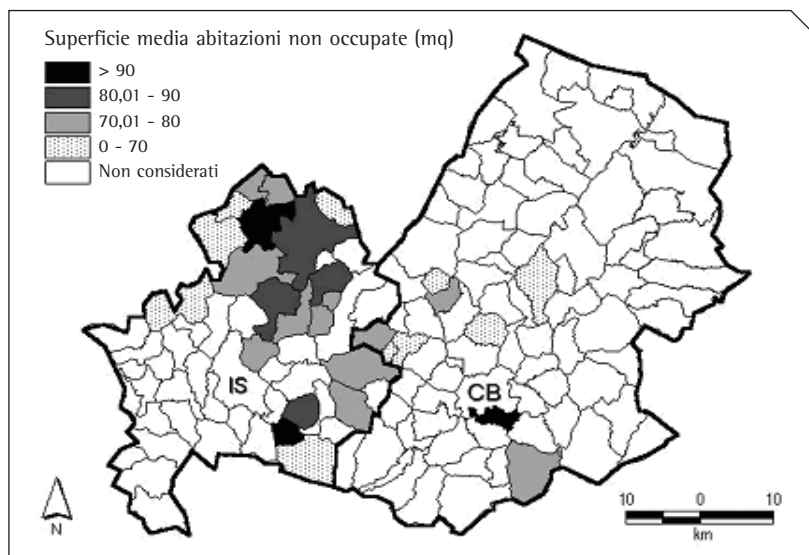 Superficie media abitazioni non occupate (mq)
> 90
80,01 - 90
70,01 - 80
0 - 70
Non considerati
IS
CB
N
10 0 10
km